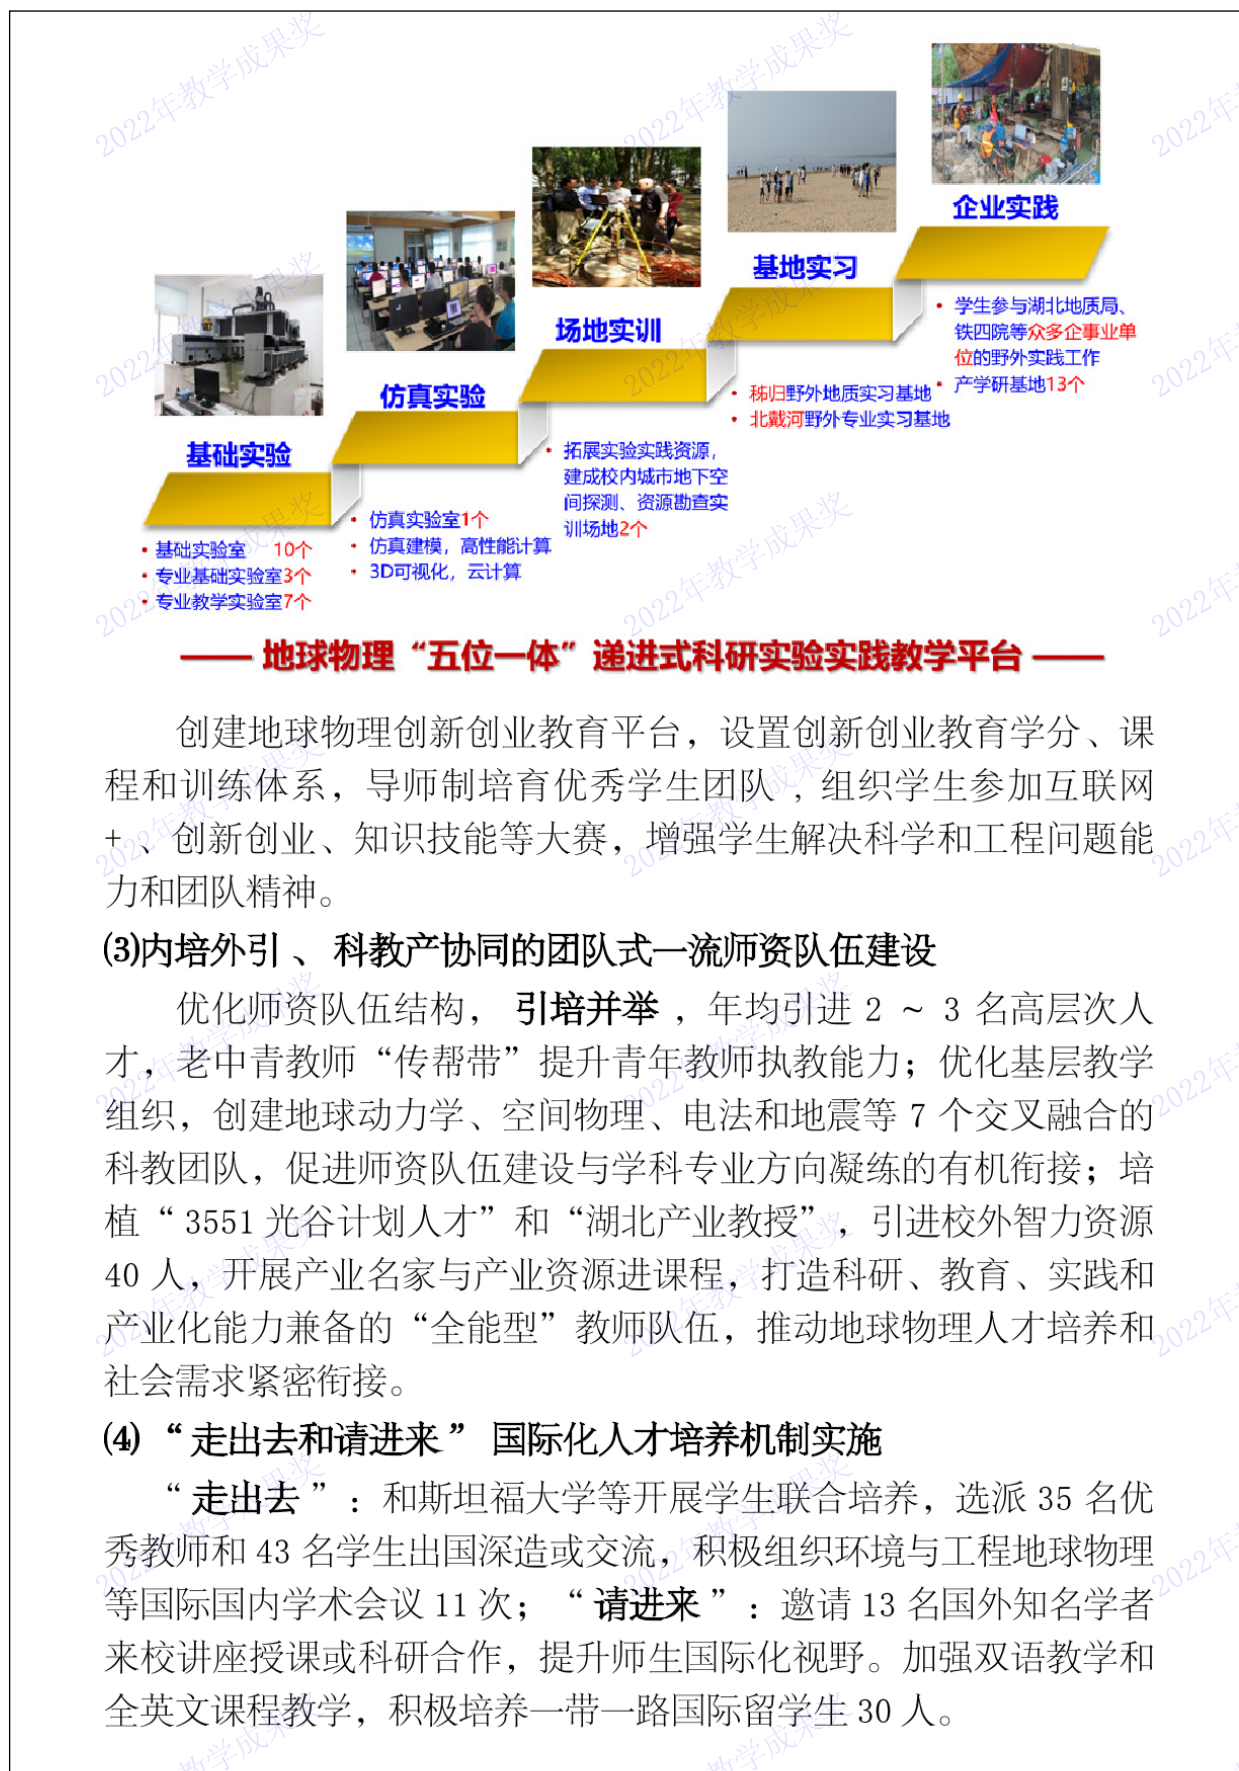 企业实践
基地实习
场地实训
仿真实验
基础实验
• 学生参与湖北地质局、
铁四院等众多企事业单
位的野外实践工作
• 产学研基地13个
• 秭归野外地质实习基地
• 北戴河野外专业实习基地
• 拓展实验实践资源，
建成校内城市地下空
间探测、资源勘查实
训场地2个
• 仿真实验室1个
• 仿真建模，高性能计算
• 3D可视化，云计算
• 基础实验室 10个
• 专业基础实验室3个
• 专业教学实验室7个
—— 地球物理“五位一体”递进式科研实验实践教学平台 ——
创建地球物理创新创业教育平台，设置创新创业教育学分、课
程和训练体系，导师制培育优秀学生团队，组织学生参加互联网
+、创新创业、知识技能等大赛，增强学生解决科学和工程问题能
力和团队精神。
⑶内培外引 、 科教产协同的团队式一流师资队伍建设
优化师资队伍结构， 引培并举 ，年均引进 2 ～ 3 名高层次人
才，老中青教师“传帮带”提升青年教师执教能力；优化基层教学
组织，创建地球动力学、空间物理、电法和地震等 7 个交叉融合的
科教团队，促进师资队伍建设与学科专业方向凝练的有机衔接；培
植“ 3551 光谷计划人才”和“湖北产业教授”，引进校外智力资源
40 人，开展产业名家与产业资源进课程，打造科研、教育、实践和
产业化能力兼备的“全能型”教师队伍，推动地球物理人才培养和
社会需求紧密衔接。
⑷ “ 走出去和请进来 ” 国际化人才培养机制实施
“ 走出去 ”：和斯坦福大学等开展学生联合培养，选派 35 名优
秀教师和 43 名学生出国深造或交流，积极组织环境与工程地球物理
等国际国内学术会议 11 次；“ 请进来 ”：邀请 13 名国外知名学者
来校讲座授课或科研合作，提升师生国际化视野。加强双语教学和
全英文课程教学，积极培养一带一路国际留学生 30 人。
2022年教学成果奖